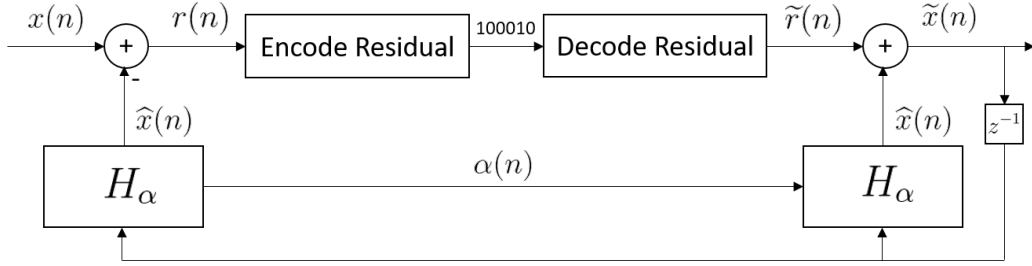 x(n)
+
-
r(n)
Encode Residual
100010
Decode Residual
r̃(n)
+
x̃(n)
x̂(n)
x̂(n)
z⁻¹
H_α
α(n)
H_α